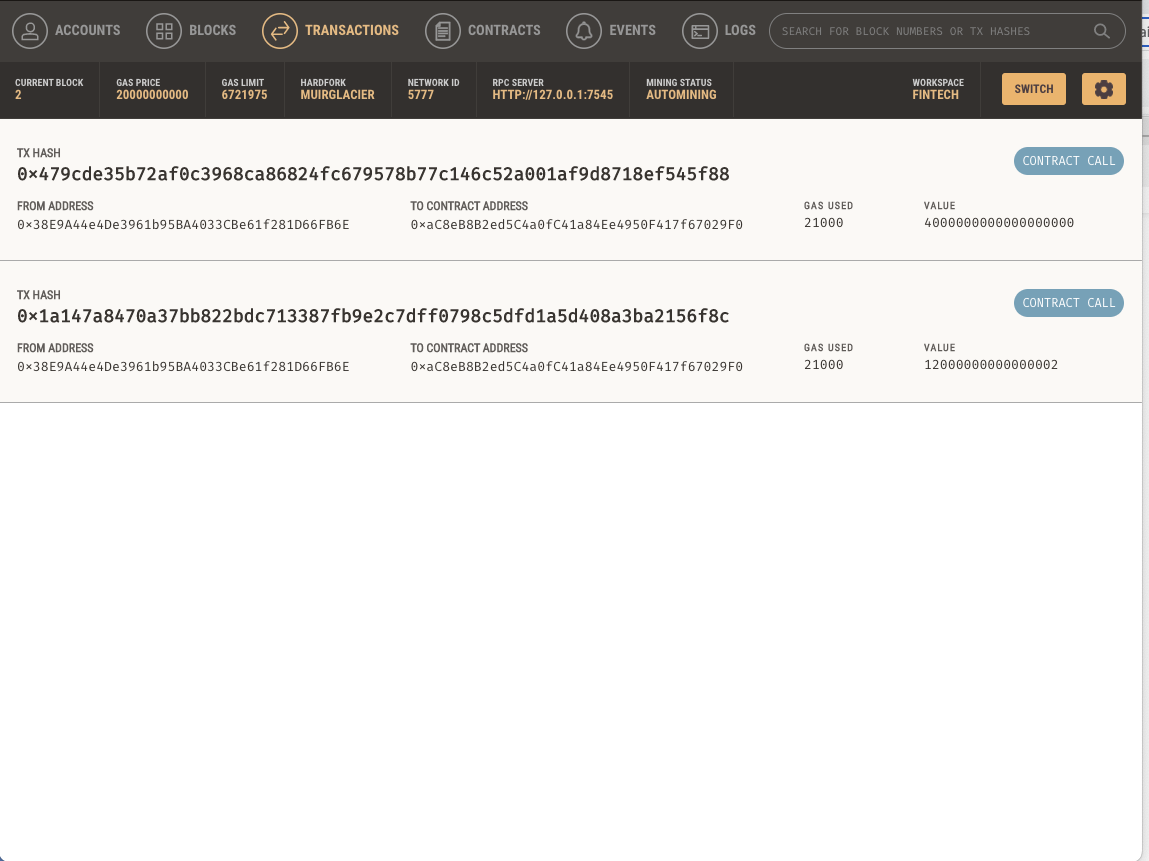 ACCOUNTS BLOCKS TRANSACTIONS CONTRACTS EVENTS LOGS SEARCH FOR BLOCK NUMBERS OR TX HASHES
CURRENT BLOCK GAS PRICE GAS LIMIT HARDFORK NETWORK ID RPC SERVER MINING STATUS WORKSPACE
2 20000000000 6721975 MUIRGLACIER 5777 HTTP://127.0.0.1:7545 AUTOMINING FINTECH SWITCH
TX HASH
0×479cde35b72af0c3968ca86824fc679578b77c146c52a001af9d8718ef545f88 CONTRACT CALL
FROM ADDRESS TO CONTRACT ADDRESS GAS USED VALUE
0×38E9A44e4De3961b95BA4033CBe61f281D66FB6E 0×aC8eB8B2ed5C4a0fC41a84Ee4950F417f67029F0 21000 4000000000000000000
TX HASH
0×1a147a8470a37bb822bdc713387fb9e2c7dff0798c5dfd1a5d408a3ba2156f8c CONTRACT CALL
FROM ADDRESS TO CONTRACT ADDRESS GAS USED VALUE
0×38E9A44e4De3961b95BA4033CBe61f281D66FB6E 0×aC8eB8B2ed5C4a0fC41a84Ee4950F417f67029F0 21000 12000000000000002